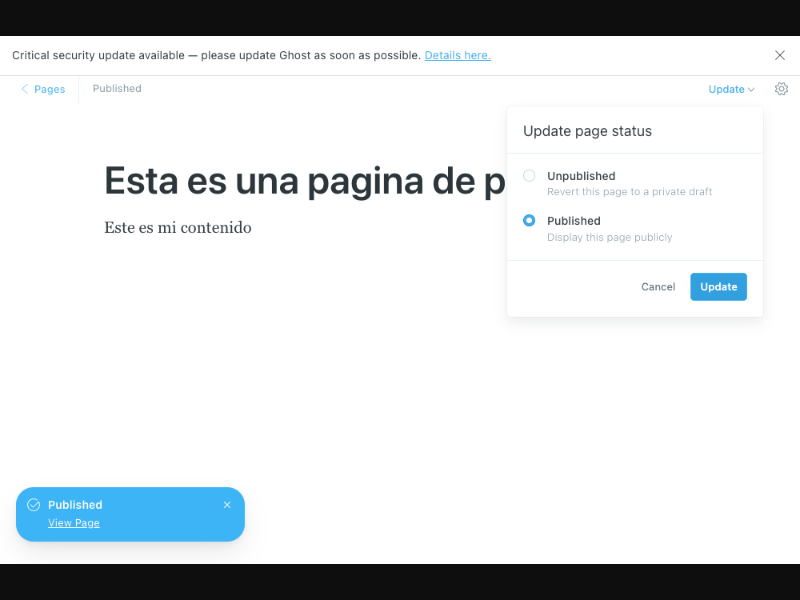 Critical security update available — please update Ghost as soon as possible. Details here.
Pages
Published
Update
Update page status
Esta es una pagina de p
Unpublished
Revert this page to a private draft
Este es mi contenido
Published
Display this page publicly
Cancel
Update
Published
View Page